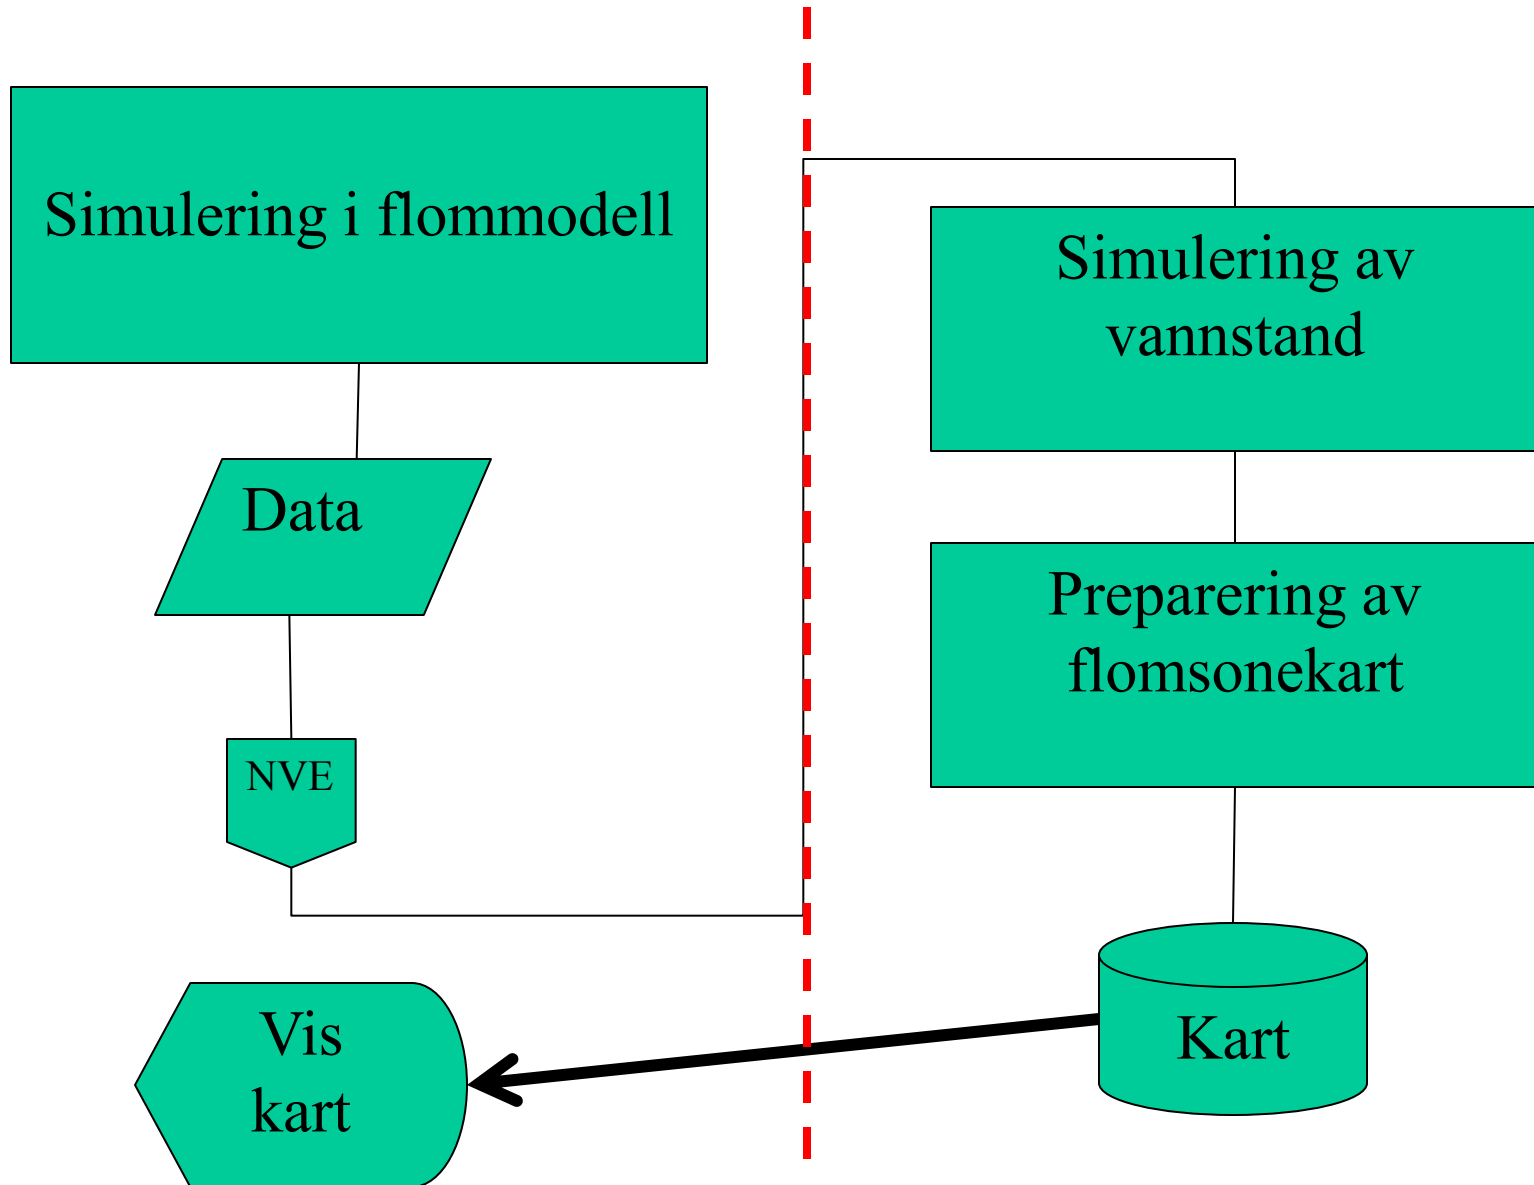 Simulering i flommodell
Data
NVE
Simulering av
vannstand
Preparering av
flomsonekart
Kart
Vis
kart